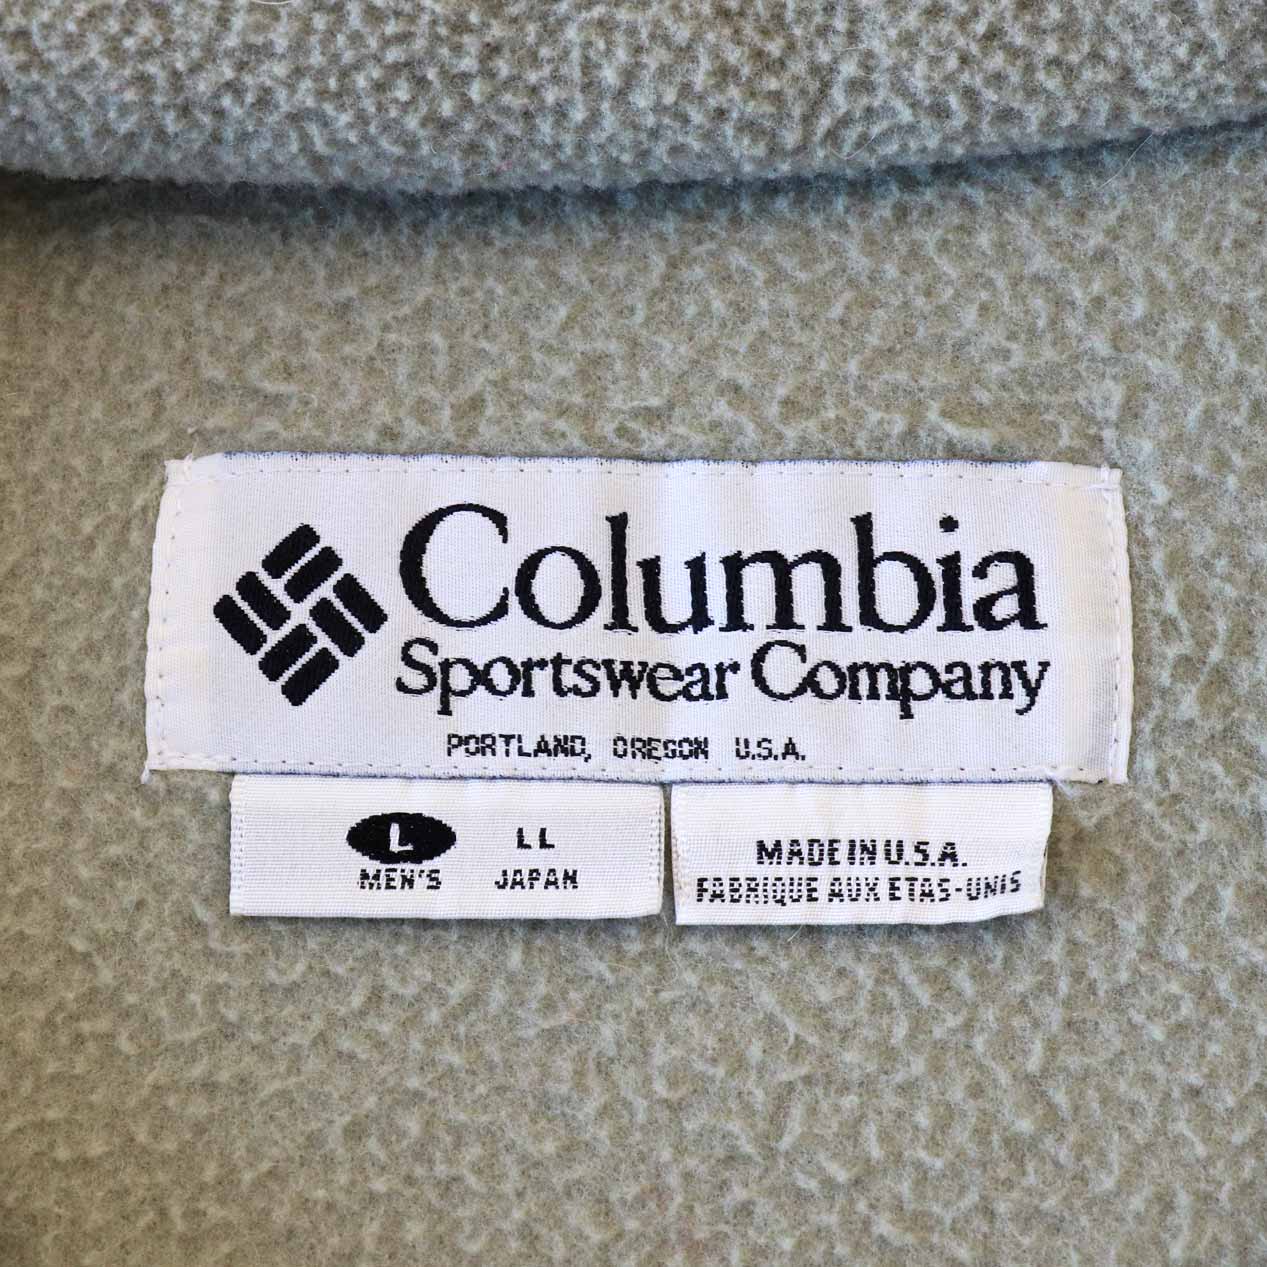 Columbia
Sportswear Company
PORTLAND, OREGON U.S.A.
L LL
MEN'S JAPAN
MADE IN U.S.A.
FABRIQUE AUX ETAS-UNIS